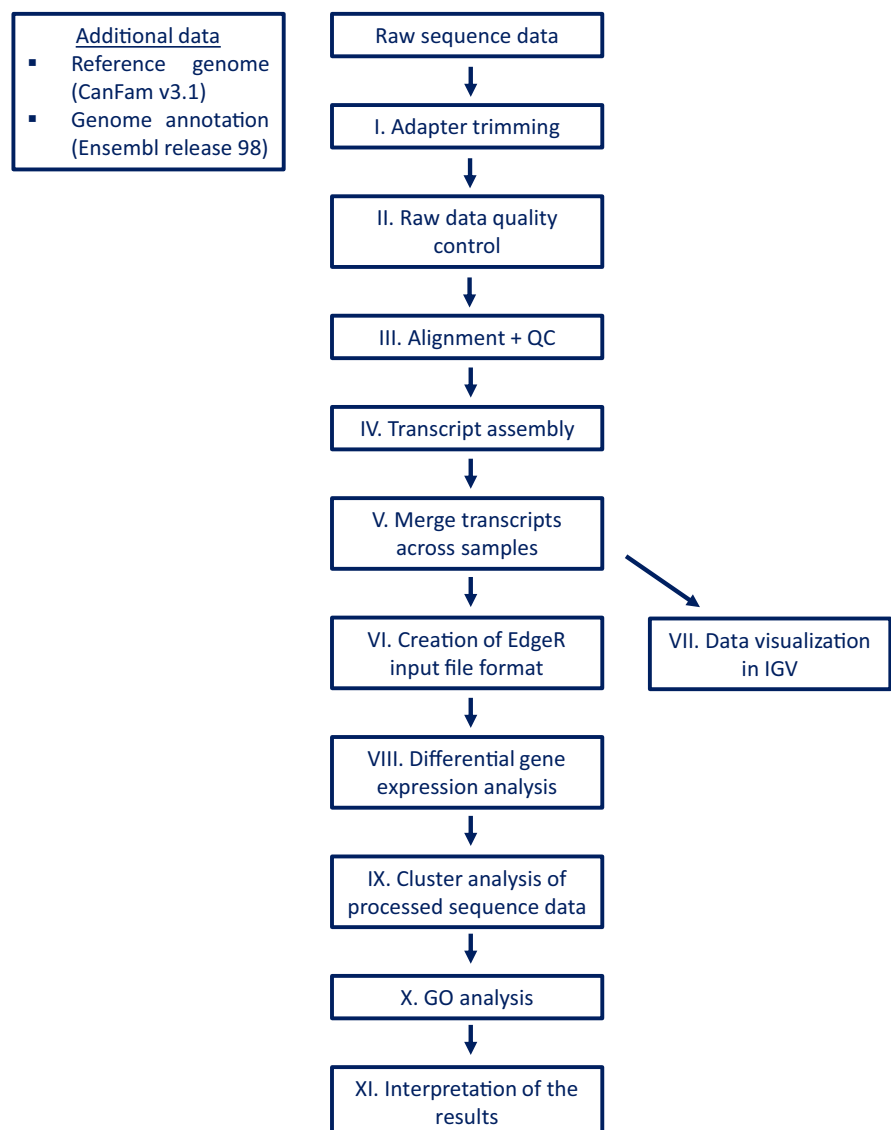 Additional data
▪ Reference genome
(CanFam v3.1)
▪ Genome annotation
(Ensembl release 98)
Raw sequence data
I. Adapter trimming
II. Raw data quality
control
III. Alignment + QC
IV. Transcript assembly
V. Merge transcripts
across samples
VI. Creation of EdgeR
input file format
VII. Data visualization
in IGV
VIII. Differential gene
expression analysis
IX. Cluster analysis of
processed sequence data
X. GO analysis
XI. Interpretation of the
results